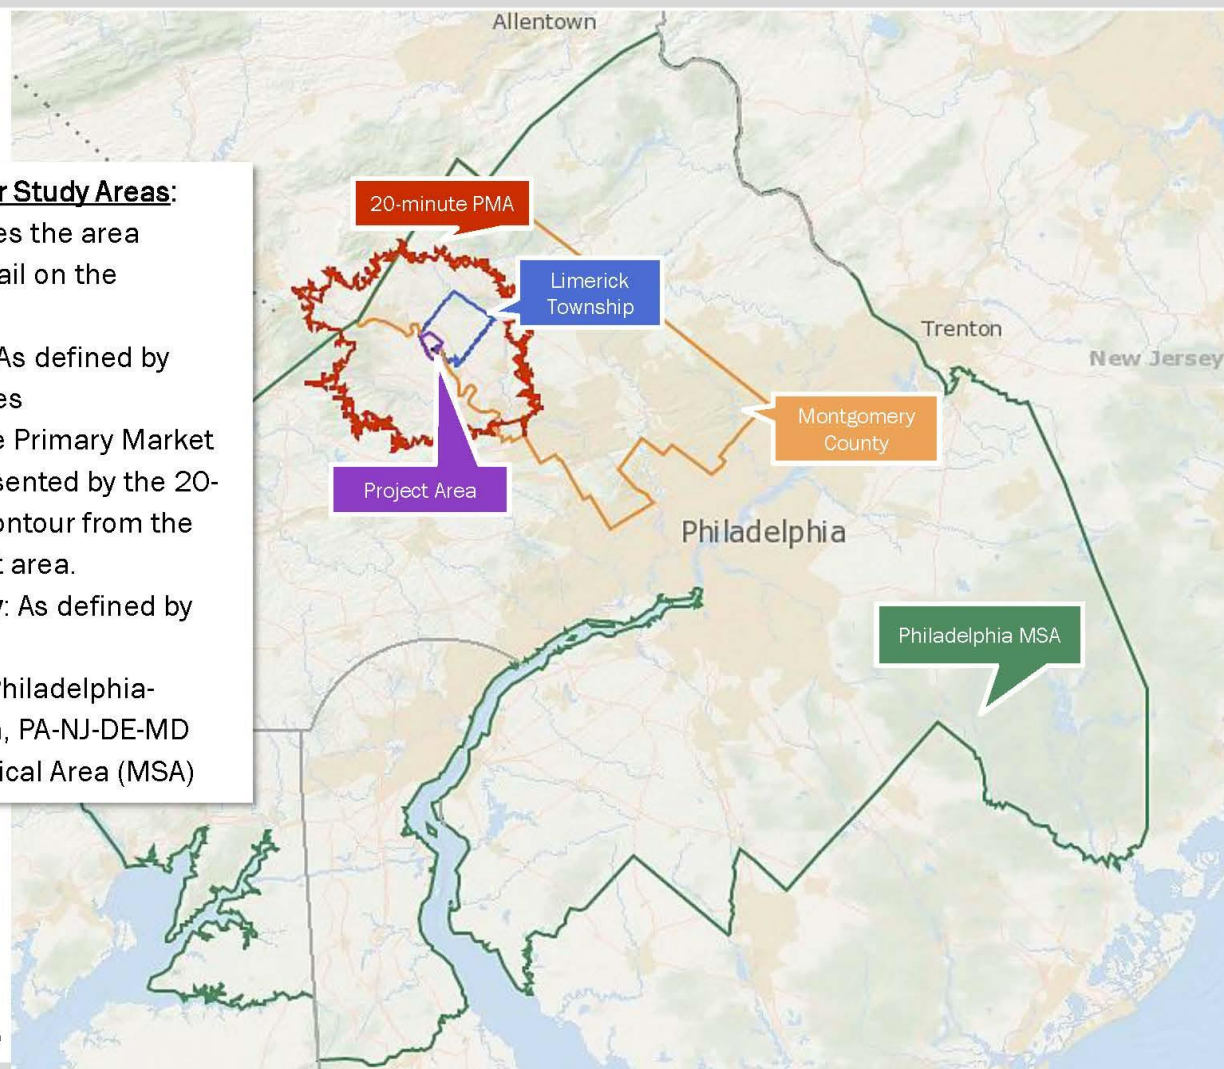 Allentown
r Study Areas:
es the area
ail on the
As defined by
es
e Primary Market
sented by the 20-
ontour from the
t area.
y: As defined by
Philadelphia-
, PA-NJ-DE-MD
ical Area (MSA)
20-minute PMA
Limerick
Township
Trenton
New Jersey
Montgomery
County
Project Area
Philadelphia
Philadelphia MSA